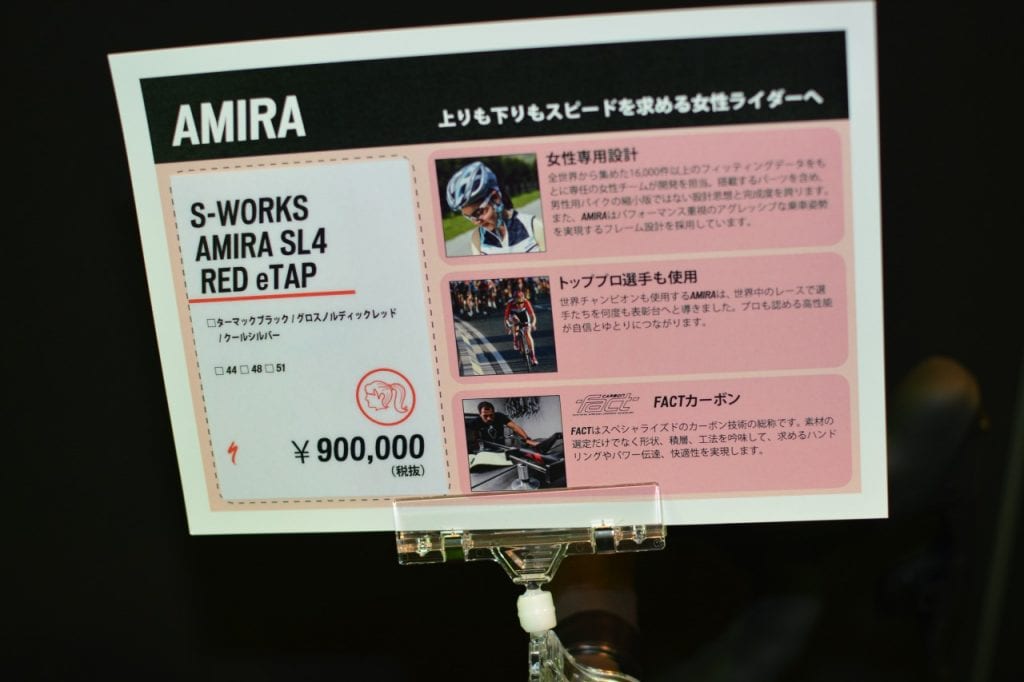 AMIRA
上りも下りもスピードを求める女性ライダーへ
S-WORKS
AMIRA SL4
RED eTAP
□ターマックブラック / グロスノルディックレッド
/ クールシルバー
□ 44 □ 48 □ 51
¥ 900,000
(税抜)
女性専用設計
全世界から集めた16,000件以上のフィッティングデータをも
とに専任の女性チームが開発を担当。搭載するパーツを含め、
男性用バイクの縮小版ではない設計思想と完成度を誇ります。
また、AMIRAはパフォーマンス重視のアグレッシブな乗車姿勢
を実現するフレーム設計を採用しています。
トッププロ選手も使用
世界チャンピオンも使用するAMIRAは、世界中のレースで選
手たちを何度も表彰台へと導きました。プロも認める高性能
が自信とゆとりにつながります。
CARBON
fact
FACTカーボン
FACTはスペシャライズドのカーボン技術の総称です。素材の
選定だけでなく形状、積層、工法を吟味して、求めるハンド
リングやパワー伝達、快適性を実現します。